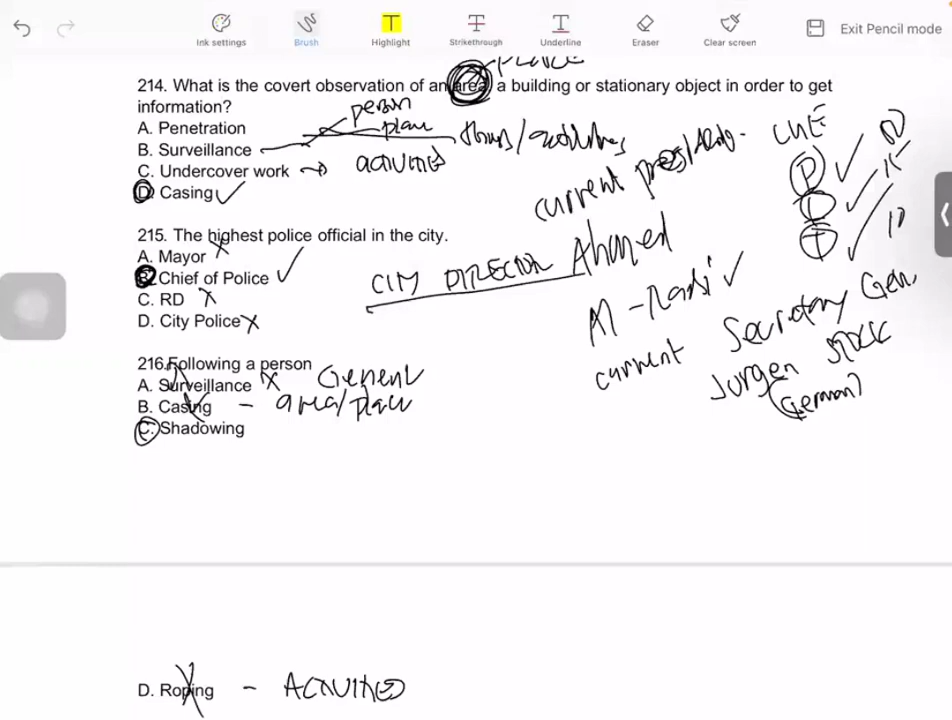 Ink settings
Brush
T
Highlight
T
Strikethrough
T
Underline
Eraser
Clear screen
Exit Pencil mode
PLACE
214. What is the covert observation of an area, a building or stationary object in order to get
information?
A. Penetration
B. Surveillance
C. Undercover work
D. Casing
person
place
ACTIVITIES
current
215. The highest police official in the city.
A. Mayor
B. Chief of Police
C. RD
D. City Police
DIRECTOR Ahmed
P
T
10
current Secretary Gen
Jurgen Stock
(German)
216.Following a person
A. Surveillance
B. Casing
C. Shadowing
General
area/place
D. Roping
- ACTIVITIES